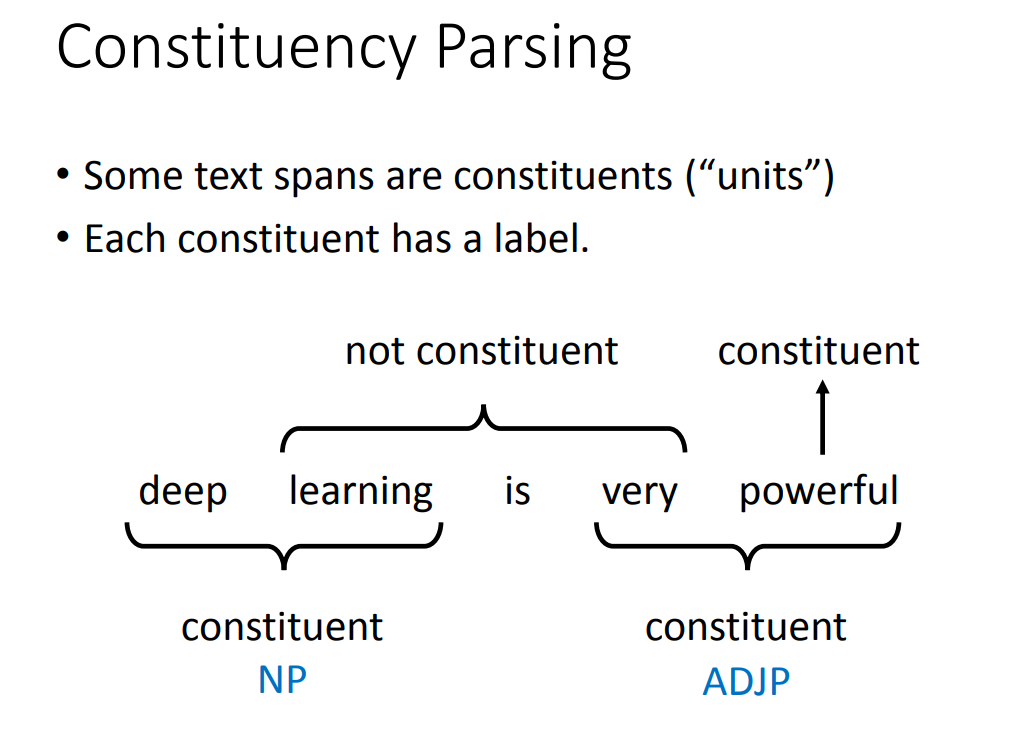 Constituency Parsing
• Some text spans are constituents (“units”)
• Each constituent has a label.
not constituent constituent
deep learning is very powerful
constituent constituent
NP ADJP